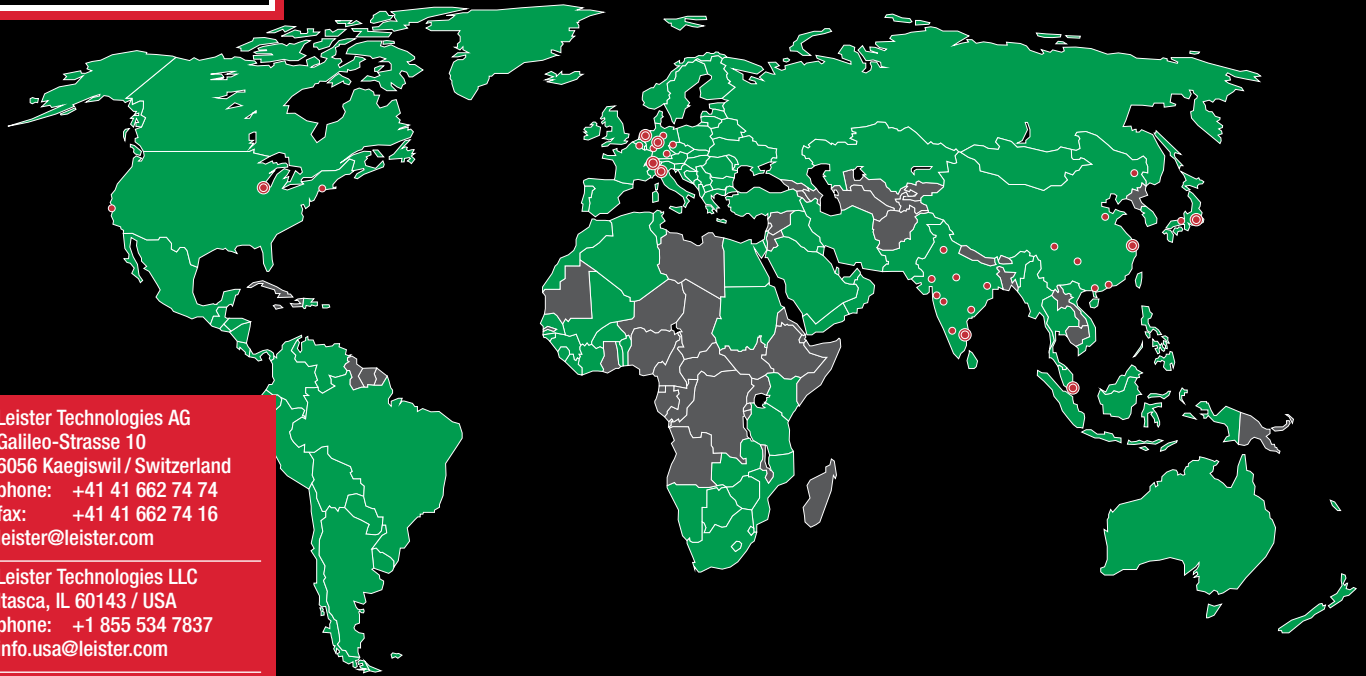 Leister Technologies AG
Galileo-Strasse 10
6056 Kaegiswil / Switzerland
phone: +41 41 662 74 74
fax: +41 41 662 74 16
leister@leister.com
Leister Technologies LLC
Itasca, IL 60143 / USA
phone: +1 855 534 7837
info.usa@leister.com